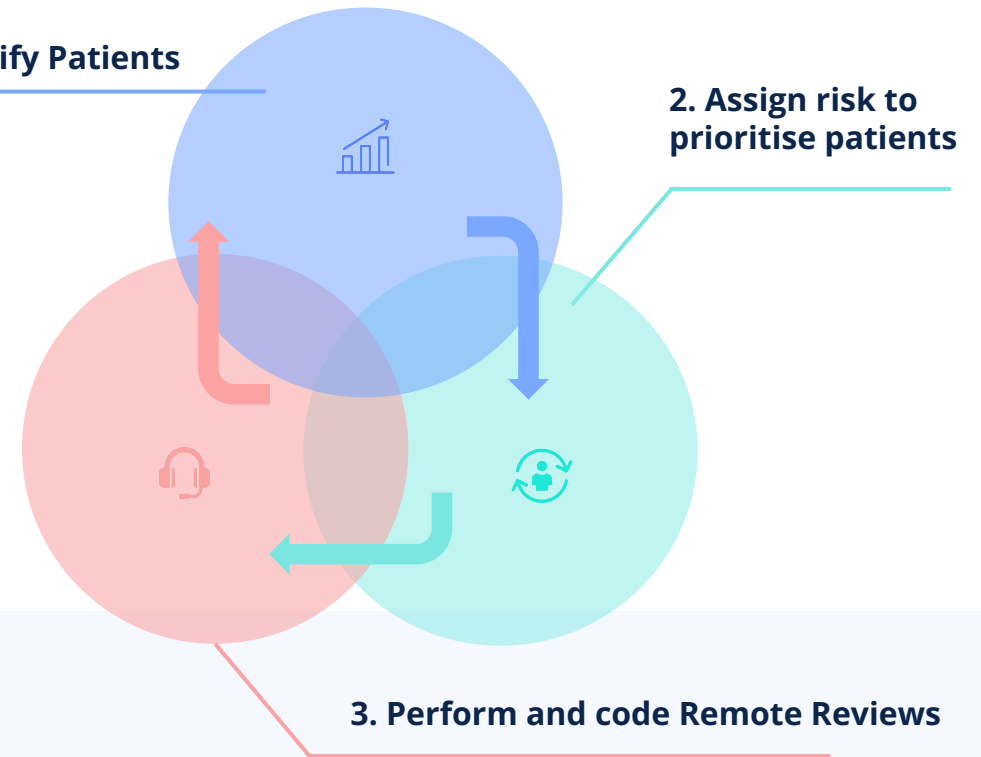 ify Patients
2. Assign risk to
prioritise patients
3. Perform and code Remote Reviews